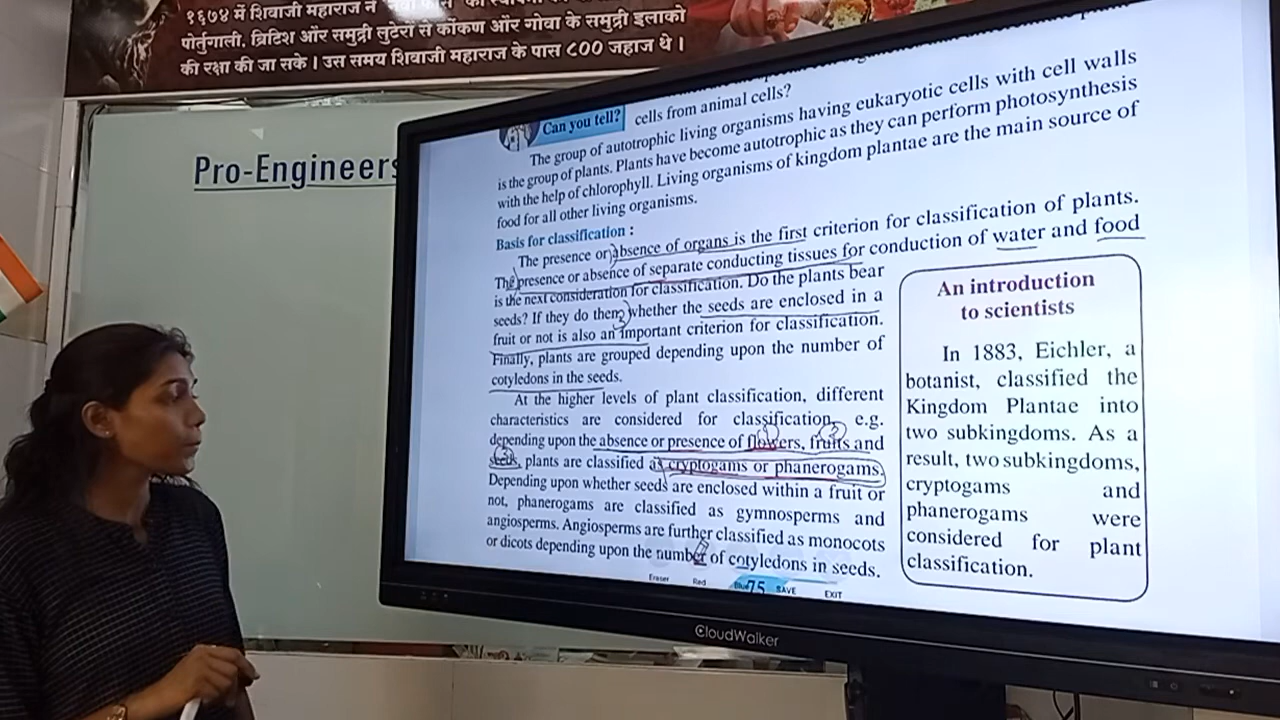 १६७४ में शिवाजी महाराज ने
पोर्तुगाली, ब्रिटिश और समुद्री लुटेरों से कोंकण और गोवा के समुद्री इलाको
की रक्षा की जा सके। उस समय शिवाजी महाराज के पास ८०० जहाज थे।
Pro-Engineers
Can you tell? cells from animal cells?
The group of autotrophic living organisms having eukaryotic cells with cell walls
is the group of plants. Plants have become autotrophic as they can perform photosynthesis
with the help of chlorophyll. Living organisms of kingdom plantae are the main source of
food for all other living organisms.
Basis for classification :
The presence or absence of organs is the first criterion for classification of plants.
The presence or absence of separate conducting tissues for conduction of water and food
is the next consideration for classification. Do the plants bear
seeds? If they do then, whether the seeds are enclosed in a
fruit or not is also an important criterion for classification.
Finally, plants are grouped depending upon the number of
cotyledons in the seeds.
At the higher levels of plant classification, different
characteristics are considered for classification, e.g.
depending upon the absence or presence of flowers, fruits and
seeds, plants are classified as cryptogams or phanerogams.
Depending upon whether seeds are enclosed within a fruit or
not, phanerogams are classified as gymnosperms and
angiosperms. Angiosperms are further classified as monocots
or dicots depending upon the number of cotyledons in seeds.
An introduction
to scientists
In 1883, Eichler, a
botanist, classified the
Kingdom Plantae into
two subkingdoms. As a
result, two subkingdoms,
cryptogams and
phanerogams were
considered for plant
classification.
Eraser Red Blue 75 SAVE EXIT
CloudWalker